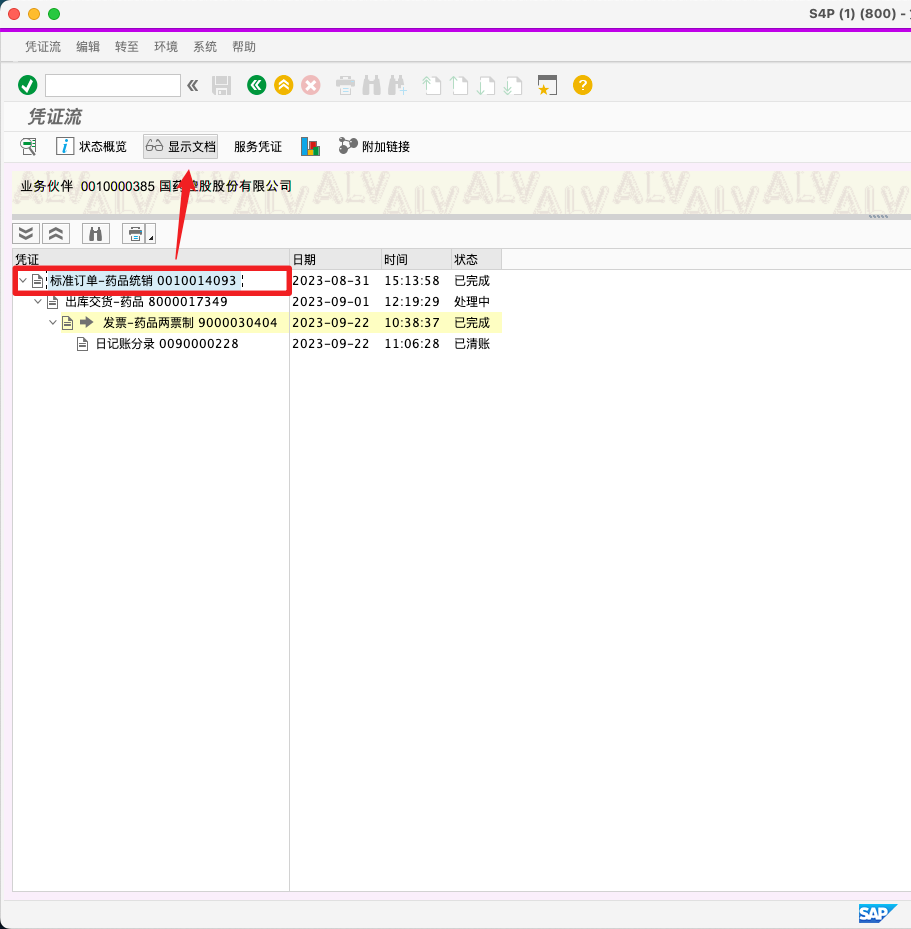 S4P (1) (800) -
凭证流 编辑 转至 环境 系统 帮助
凭证流
状态概览 显示文档 服务凭证 附加链接
业务伙伴 0010000385 国药控股股份有限公司
凭证 日期 时间 状态
标准订单-药品统销 0010014093 2023-08-31 15:13:58 已完成
出库交货-药品 8000017349 2023-09-01 12:19:29 处理中
发票-药品两票制 9000030404 2023-09-22 10:38:37 已完成
日记账分录 0090000228 2023-09-22 11:06:28 已清账
SAP